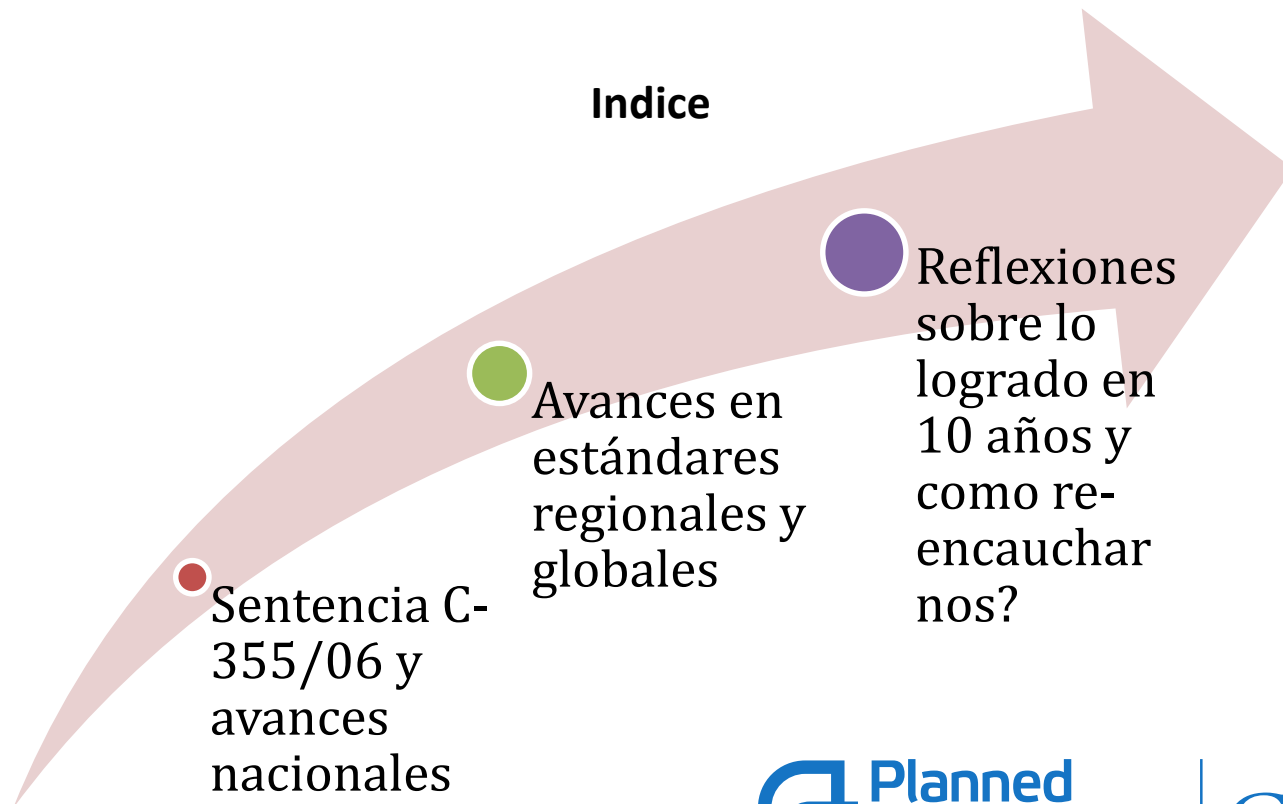 Indice
Sentencia C-
355/06 y
avances
nacionales
Avances en
estándares
regionales y
globales
Reflexiones
sobre lo
logrado en
10 años y
como re-
encauchar
nos?
Planned